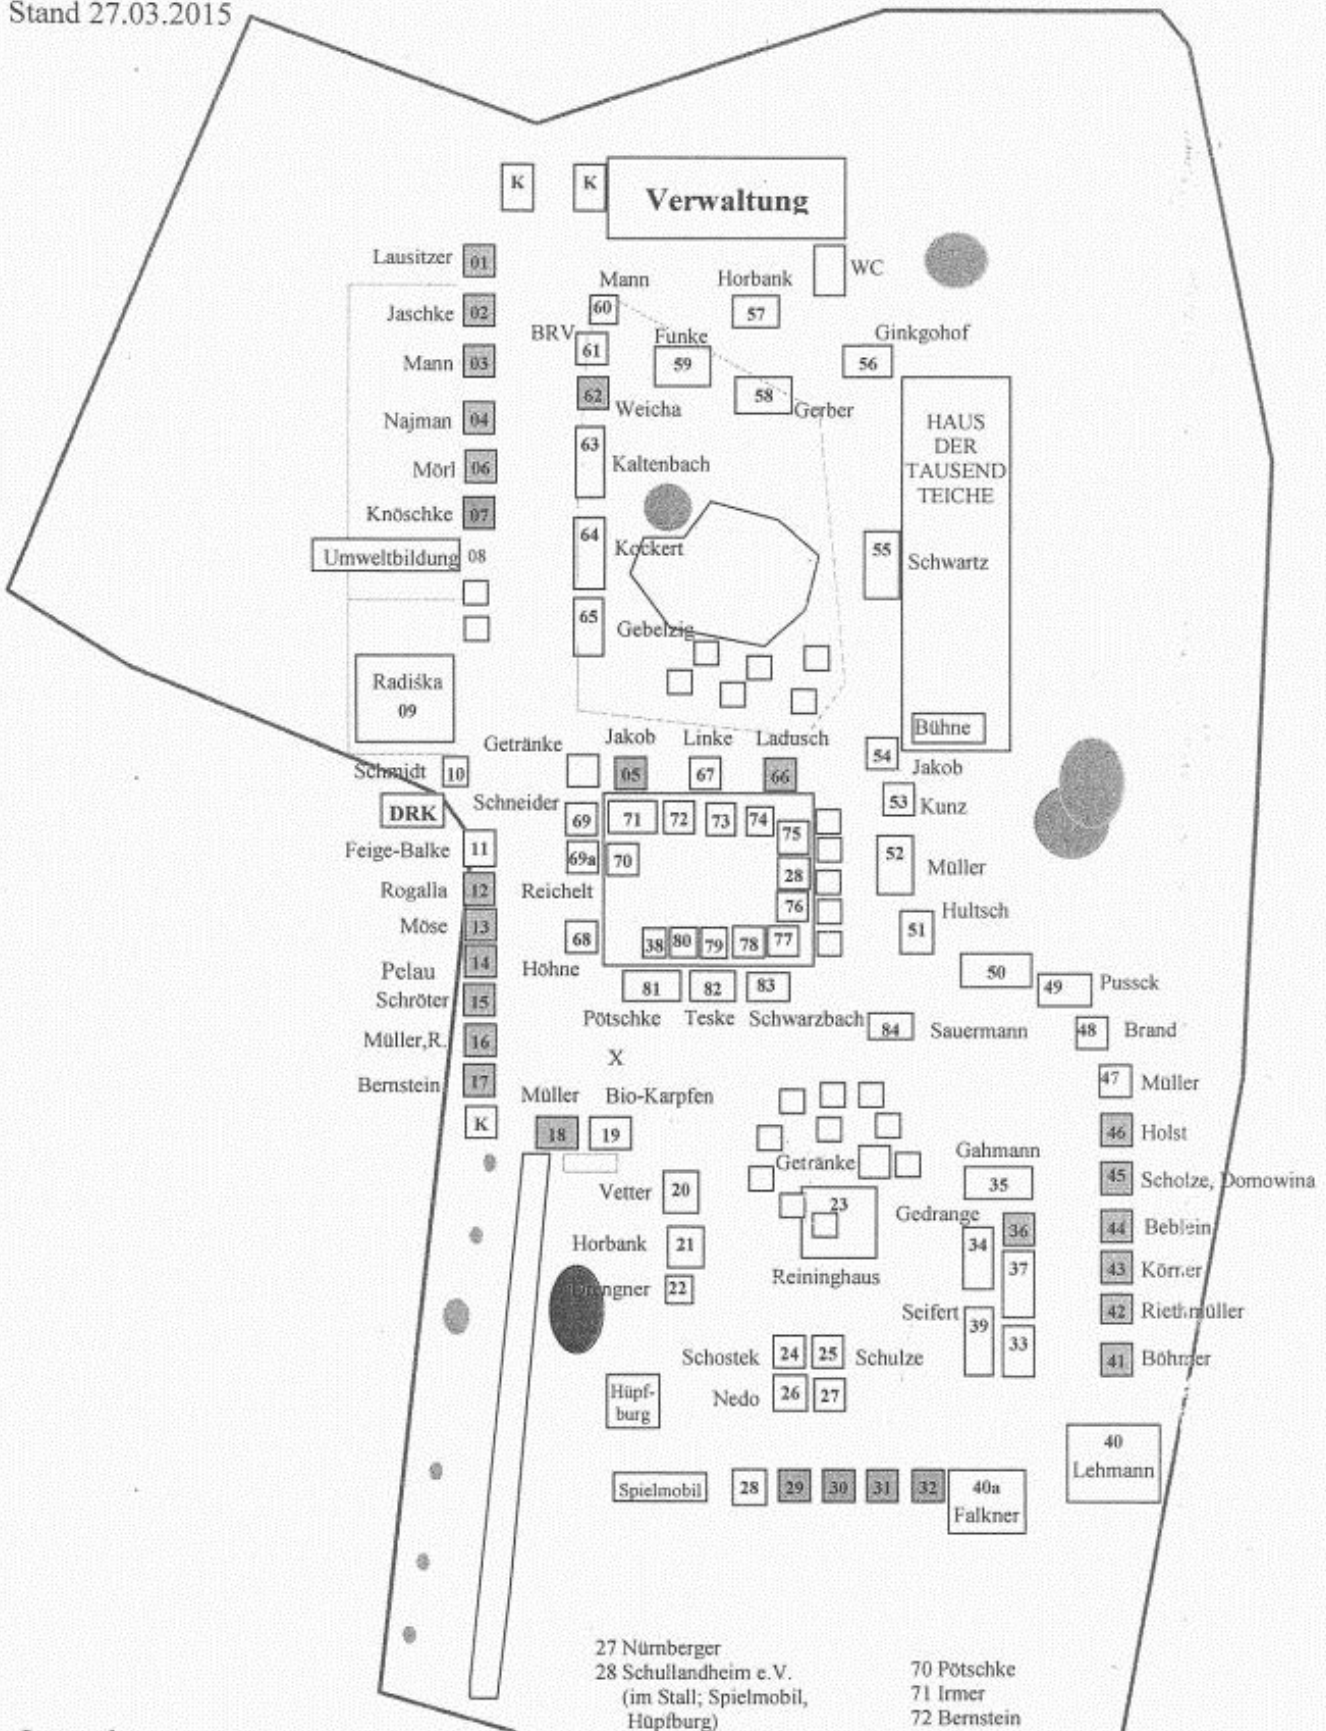 Stand 27.03.2015
K
K
Verwaltung
Lausitzer 01
WC
Mann
Horbank
Jaschke 02
60
57
BRV
61
Funke
59
Ginkgohof
56
Mann 03
62
Weicha
58
Gerber
Najman 04
63
Kaltenbach
HAUS
DER
TAUSEND
TEICHE
Mörl 06
Knöschke 07
64
Kockert
55
Schwartz
Umweltbildung 08
65
Gebelzig
Radiśka
09
Bühne
Getränke
Jakob
Linke
Ladusch
54
Jakob
Schmidt 10
05
67
66
DRK
Schneider
69
71
72
73
74
75
53
Kunz
Feige-Balke 11
69a
70
52
Müller
28
Rogalla 12
Reichelt
76
Möse 13
68
38
80
79
78
77
51
Hultsch
Pelau 14
Höhne
50
49
Pussck
Schröter 15
81
82
83
Pötschke
Teske
Schwarzbach
84
Sauermann
48
Brand
Müller,R. 16
X
Bernstein 17
47
Müller
Müller
Bio-Karpfen
K
18
19
46
Holst
Getränke
Gahmann
35
45
Scholze, Domowina
Vetter 20
23
Gedrange
34
36
44
Beblein
Horbank 21
Reininghaus
37
43
Körner
22
Seifert
39
33
42
Riethmüller
Schostek 24
25 Schulze
41
Böhmer
Hüpf-
burg
Nedo 26
27
40
Lehmann
Spielmobil
28
29
30
31
32
40a
Falkner
27 Nürnberger
28 Schullandheim e.V.
(im Stall; Spielmobil,
Hüpfburg)
70 Pötschke
71 Irmer
72 Bernstein